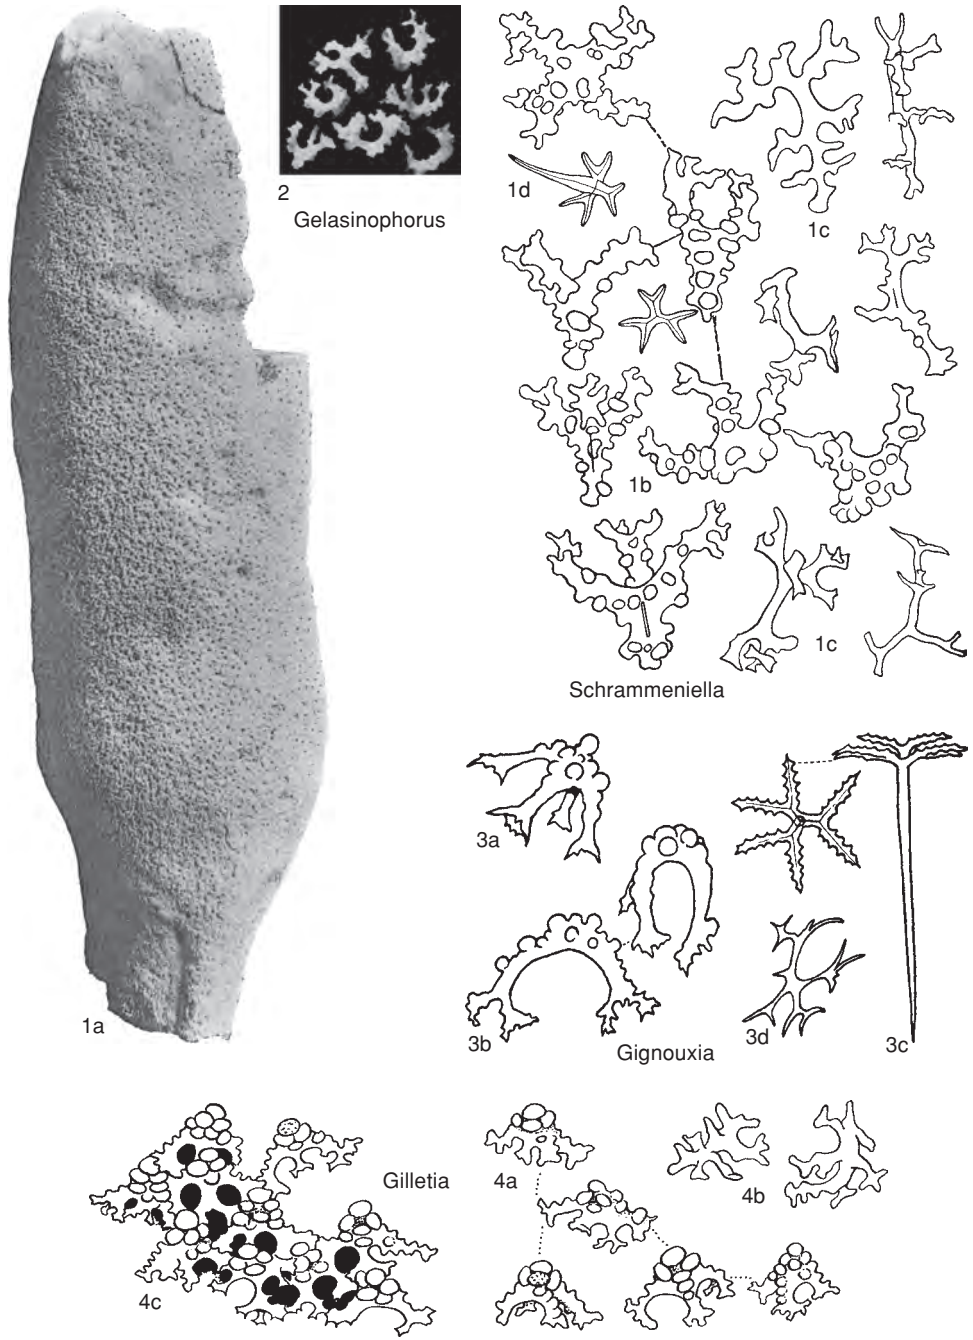 2
Gelasinophorus
1d
1c
1b
1c
Schrammeniella
1a
3a
3b
Gignouxia
3d
3c
Gilletia
4a
4b
4c